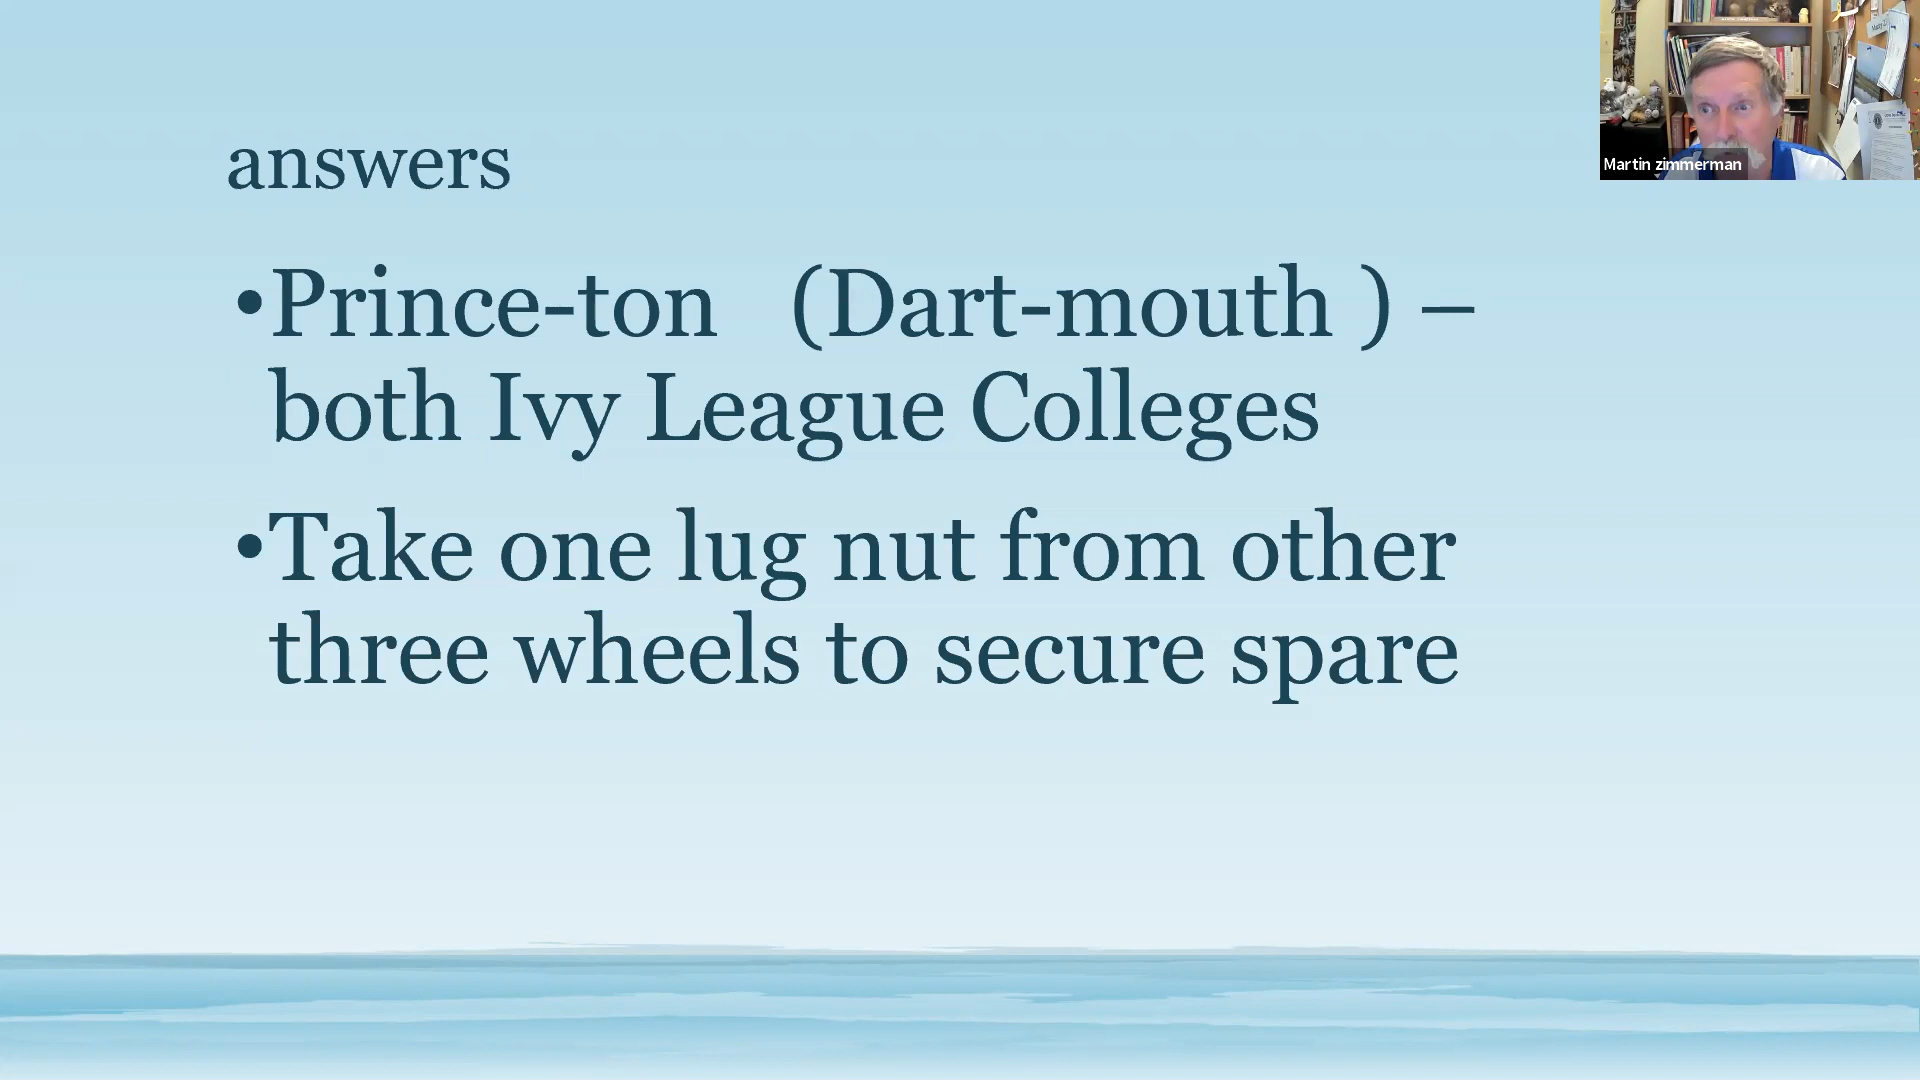 answers
•Prince-ton (Dart-mouth ) –
both Ivy League Colleges
•Take one lug nut from other
three wheels to secure spare
Martin zimmerman